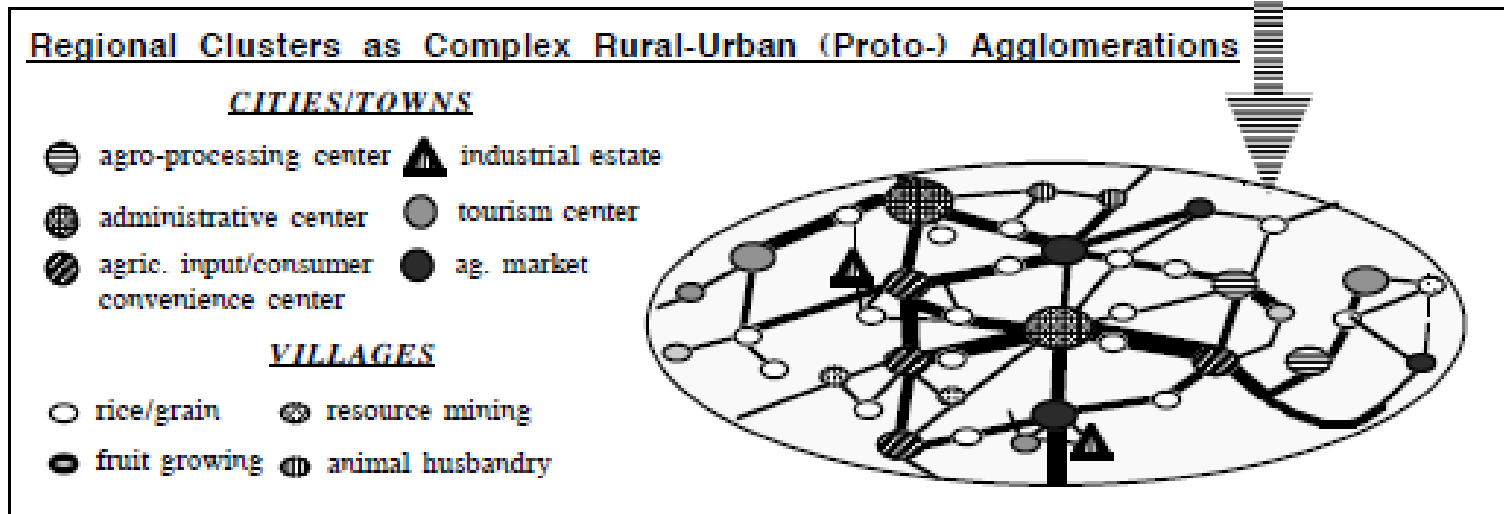 Regional Clusters as Complex Rural-Urban (Proto-) Agglomerations
CITIES/TOWNS
agro-processing center
industrial estate
administrative center
tourism center
agric. input/consumer
convenience center
ag. market
VILLAGES
rice/grain
resource mining
fruit growing
animal husbandry